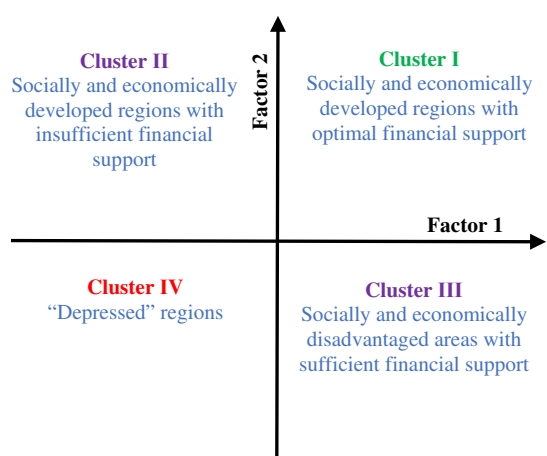 Cluster II
Socially and economically
developed regions with
insufficient financial
support
Factor 2
Cluster I
Socially and economically
developed regions with
optimal financial support
Factor 1
Cluster IV
“Depressed” regions
Cluster III
Socially and economically
disadvantaged areas with
sufficient financial support